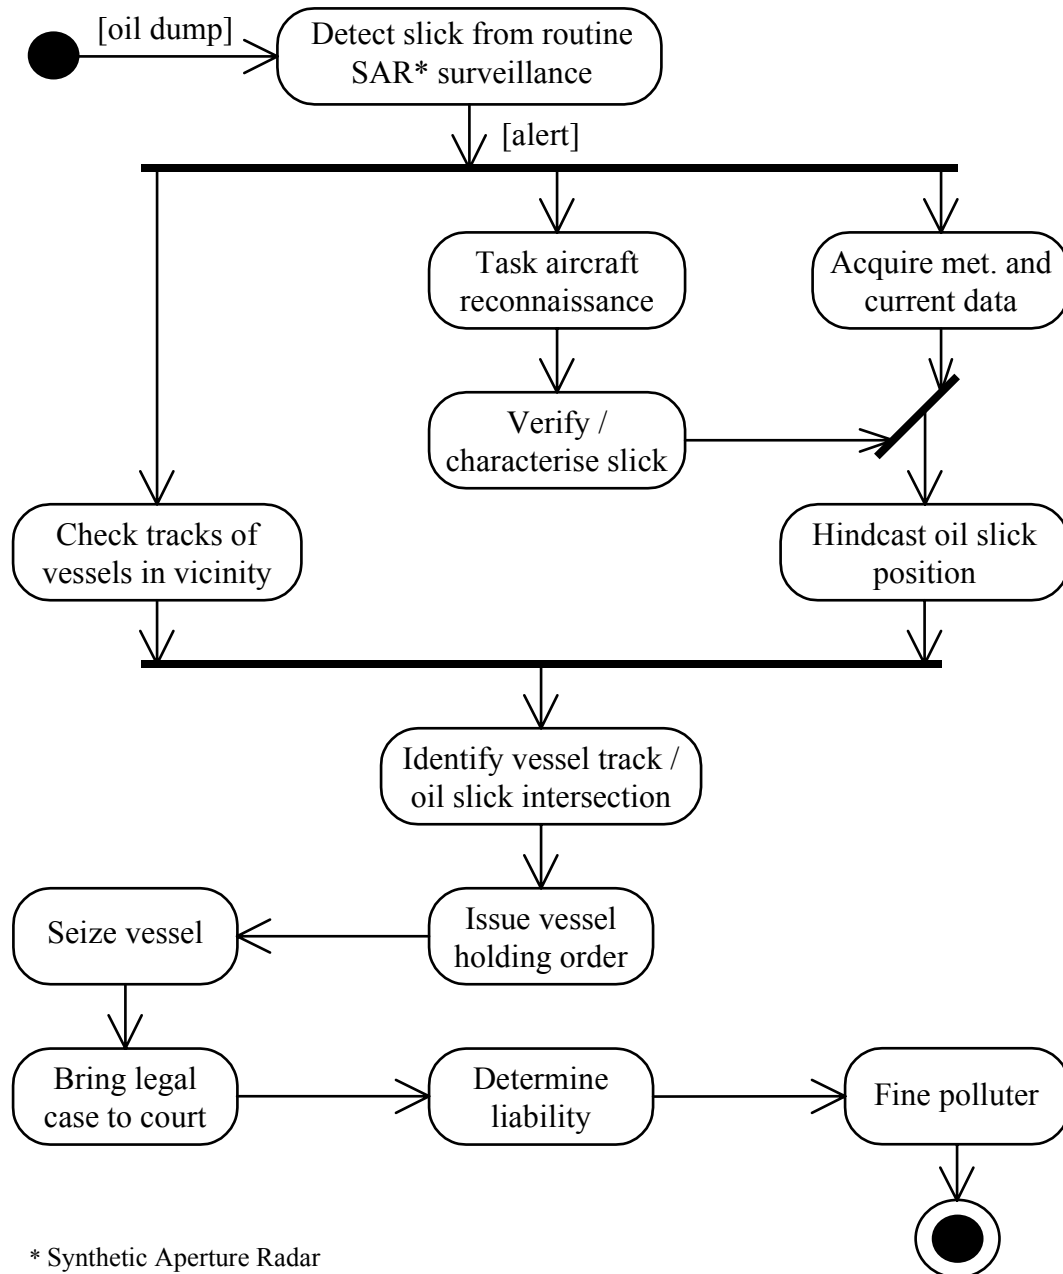 [oil dump]
Detect slick from routine
SAR* surveillance
[alert]
Task aircraft
reconnaissance
Acquire met. and
current data
Verify /
characterise slick
Check tracks of
vessels in vicinity
Hindcast oil slick
position
Identify vessel track /
oil slick intersection
Seize vessel
Issue vessel
holding order
Bring legal
case to court
Determine
liability
Fine polluter
* Synthetic Aperture Radar